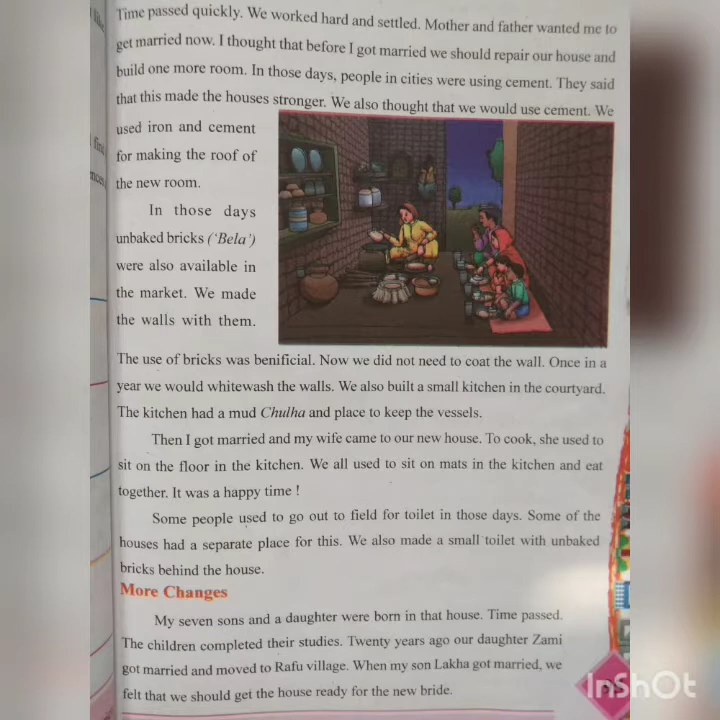 Time passed quickly. We worked hard and settled. Mother and father wanted me to
get married now. I thought that before I got married we should repair our house and
build one more room. In those days, people in cities were using cement. They said
that this made the houses stronger. We also thought that we would use cement. We
used iron and cement
for making the roof of
the new room.
In those days
unbaked bricks ('Bela')
were also available in
the market. We made
the walls with them.
The use of bricks was benificial. Now we did not need to coat the wall. Once in a
year we would whitewash the walls. We also built a small kitchen in the courtyard.
The kitchen had a mud Chulha and place to keep the vessels.
Then I got married and my wife came to our new house. To cook, she used to
sit on the floor in the kitchen. We all used to sit on mats in the kitchen and eat
together. It was a happy time !
Some people used to go out to field for toilet in those days. Some of the
houses had a separate place for this. We also made a small toilet with unbaked
bricks behind the house.
More Changes
My seven sons and a daughter were born in that house. Time passed.
The children completed their studies. Twenty years ago our daughter Zami
got married and moved to Rafu village. When my son Lakha got married, we
felt that we should get the house ready for the new bride.
InShOt